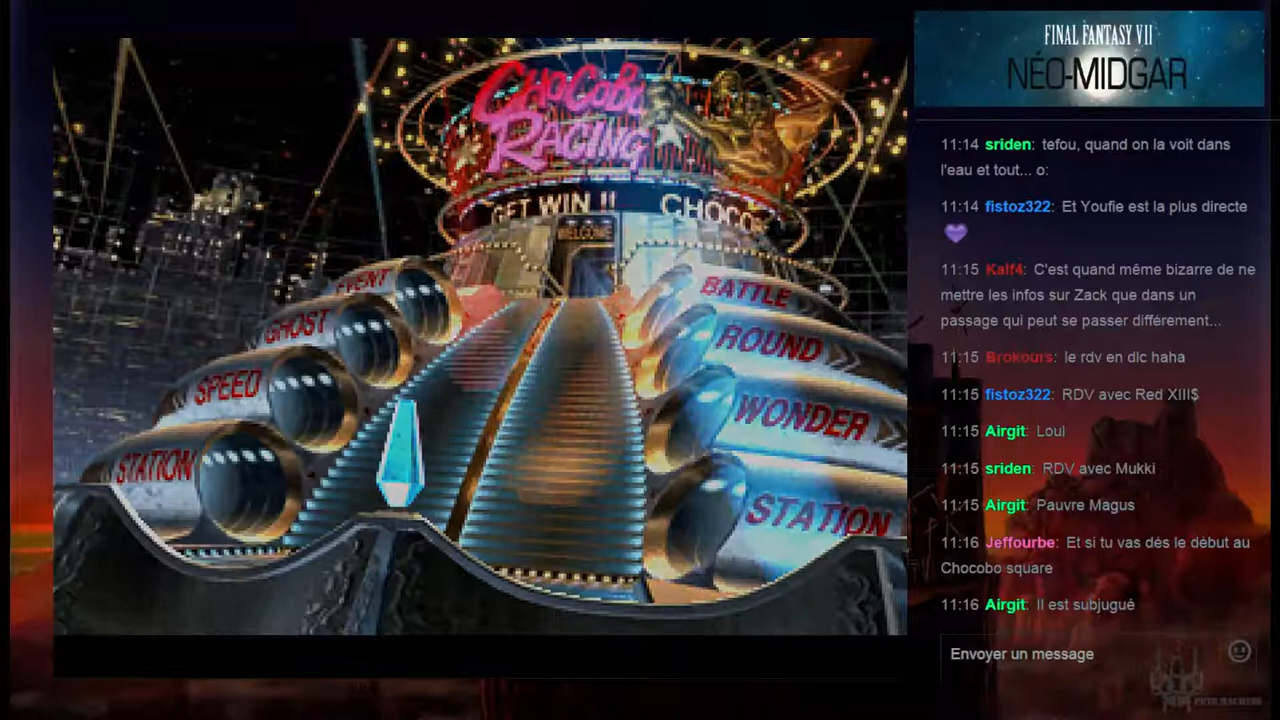 CHOCOBO
RACING
GET WIN !! CHOCO
WELCOME
EVENT
GHOST
SPEED
STATION
BATTLE
ROUND
WONDER
STATION
FINAL FANTASY VII
NÉO-MIDGAR
11:14 sriden: tefou, quand on la voit dans
l'eau et tout... o:
11:14 fistoz322: Et Youfie est la plus directe
11:15 Kalf4: C'est quand même bizarre de ne
mettre les infos sur Zack que dans un
passage qui peut se passer différement...
11:15 Brokours: le rdv en dlc haha
11:15 fistoz322: RDV avec Red XIII$
11:15 Airgit: Loul
11:15 sriden: RDV avec Mukki
11:15 Airgit: Pauvre Magus
11:16 Jeffourbe: Et si tu vas dés le début au
Chocobo square
11:16 Airgit: Il est subjugué
Envoyer un message